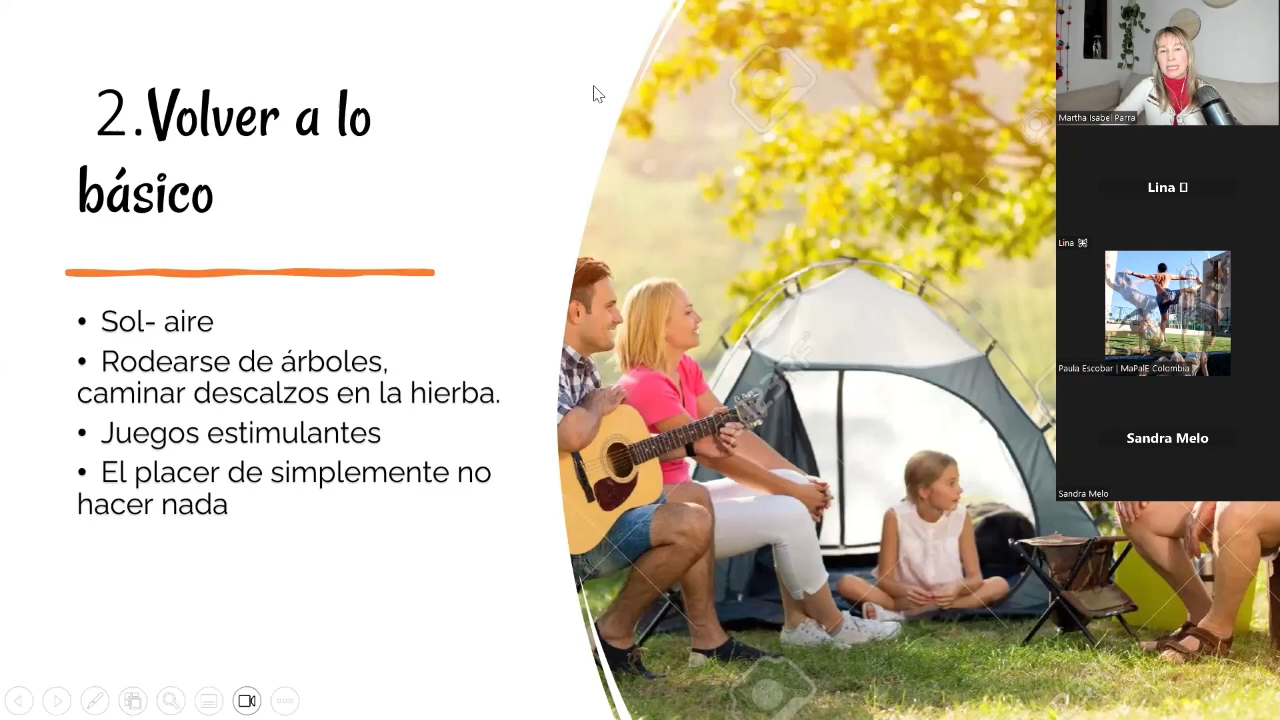 2.Volver a lo
básico
• Sol- aire
• Rodearse de árboles,
caminar descalzos en la hierba.
• Juegos estimulantes
• El placer de simplemente no
hacer nada
Martha Isabel Parra
Lina
Lina
Paula Escobar | MaPalE Colombia
Sandra Melo
Sandra Melo